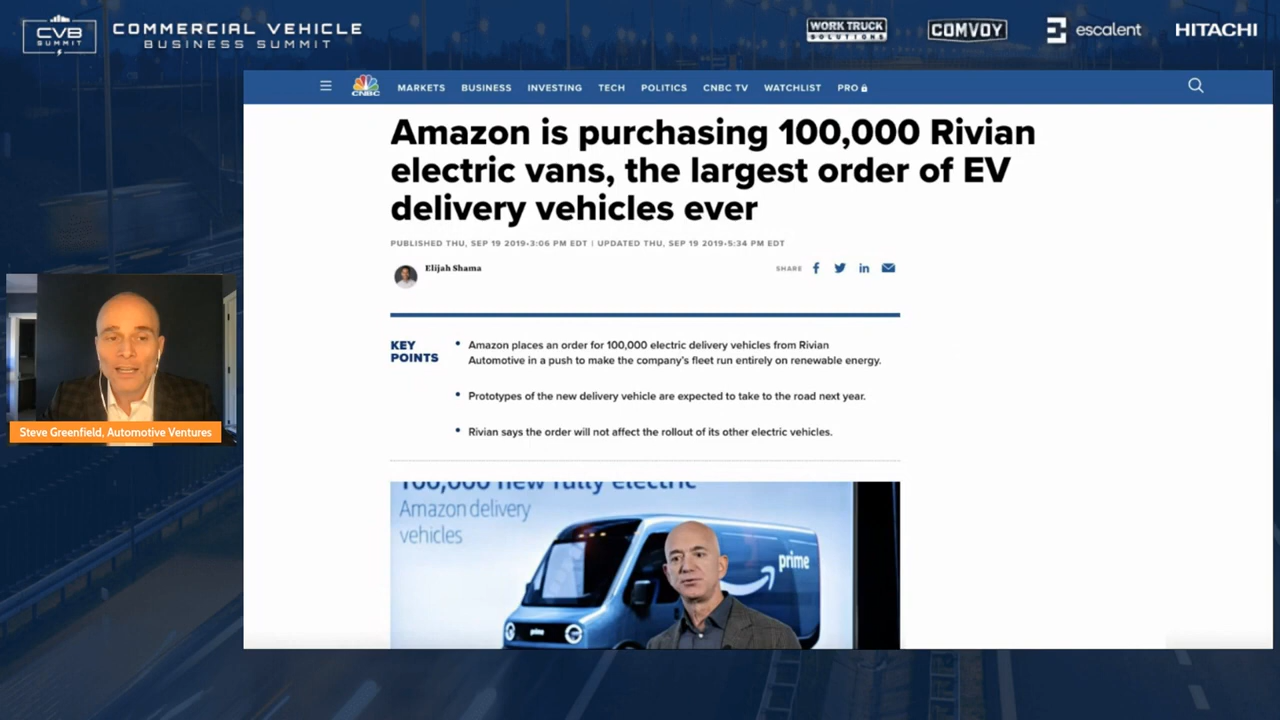 CVB
SUMMIT
COMMERCIAL VEHICLE
BUSINESS SUMMIT
WORK TRUCK
SOLUTIONS
COMVOY
escalent
HITACHI
CNBC
MARKETS BUSINESS INVESTING TECH POLITICS CNBC TV WATCHLIST PRO
Amazon is purchasing 100,000 Rivian
electric vans, the largest order of EV
delivery vehicles ever
PUBLISHED THU, SEP 19 2019•3:06 PM EDT | UPDATED THU, SEP 19 2019•5:34 PM EDT
Elijah Shama
SHARE
KEY
POINTS
• Amazon places an order for 100,000 electric delivery vehicles from Rivian
Automotive in a push to make the company's fleet run entirely on renewable energy.
• Prototypes of the new delivery vehicle are expected to take to the road next year.
• Rivian says the order will not affect the rollout of its other electric vehicles.
100,000 new fully electric
Amazon delivery
vehicles
prime
prime
Steve Greenfield, Automotive Ventures